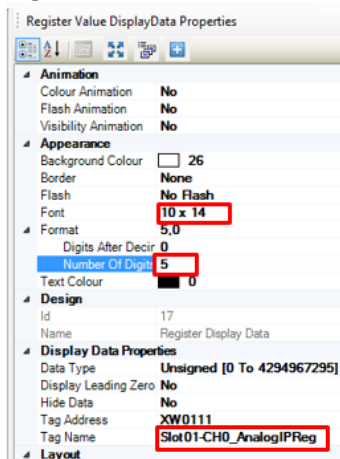 Register Value DisplayData Properties
Animation
Colour Animation No
Flash Animation No
Visibility Animation No
Appearance
Background Colour 26
Border None
Flash No Flash
Font 10 x 14
Format 5,0
Digits After Decir 0
Number Of Digits 5
Text Colour 0
Design
Id 17
Name Register Display Data
Display Data Properties
Data Type Unsigned [0 To 4294967295]
Display Leading Zero No
Hide Data No
Tag Address XW0111
Tag Name Slot01-CH0_AnalogIPReg
Layout